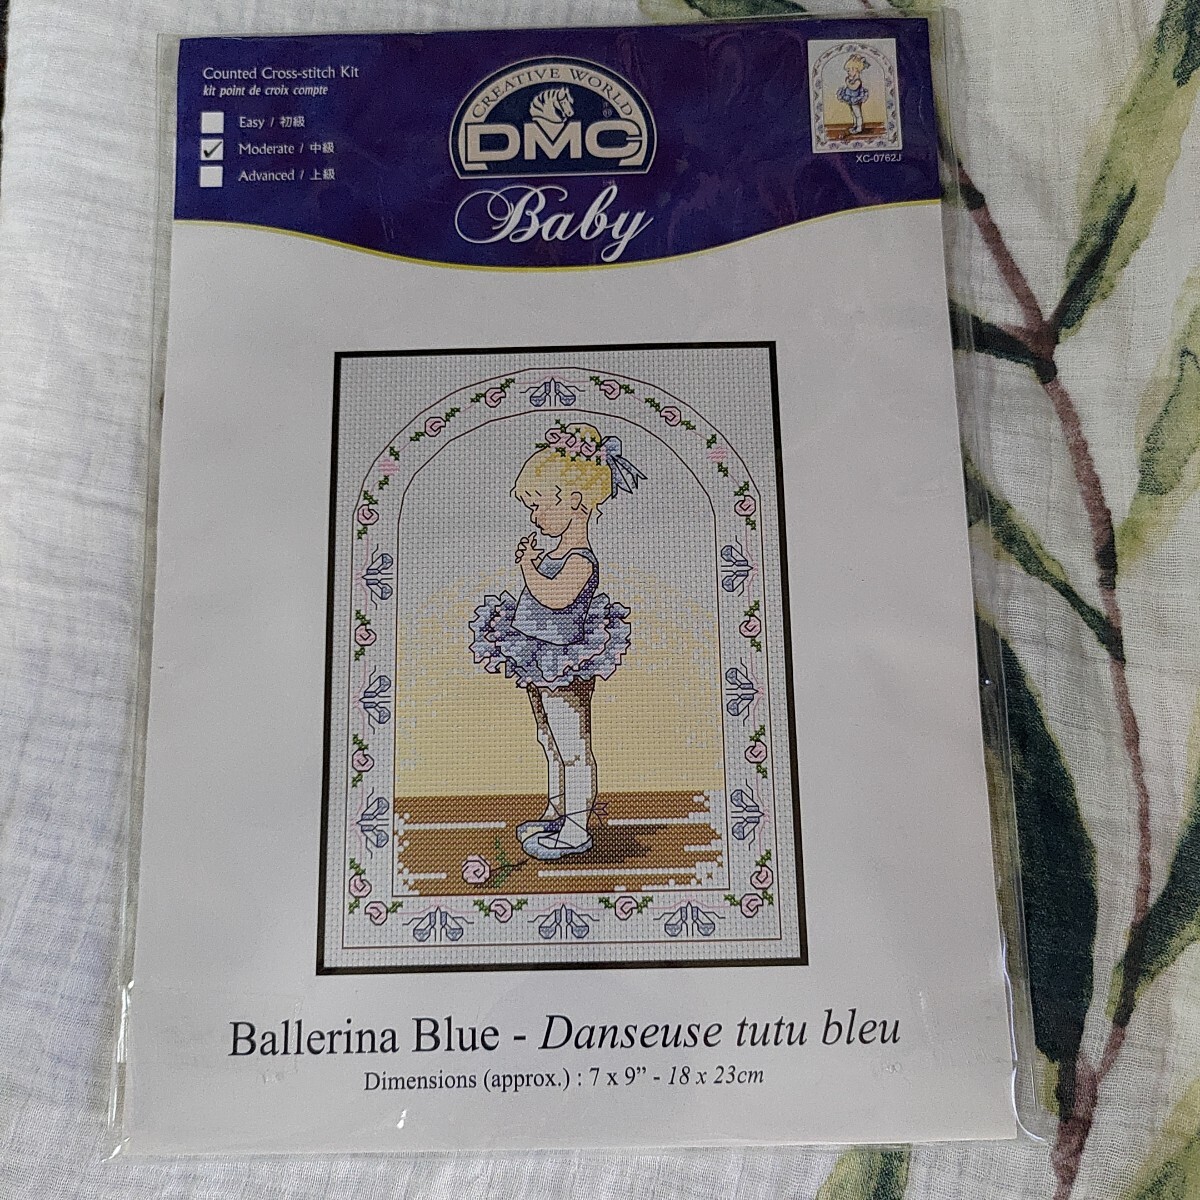 Counted Cross-stitch Kit
kit point de croix compte
Easy / 初級
Moderate / 中級
Advanced / 上級
CREATIVE WORLD
DMC
Baby
XC-0762J
Ballerina Blue - Danseuse tutu bleu
Dimensions (approx.) : 7 x 9” - 18 x 23cm